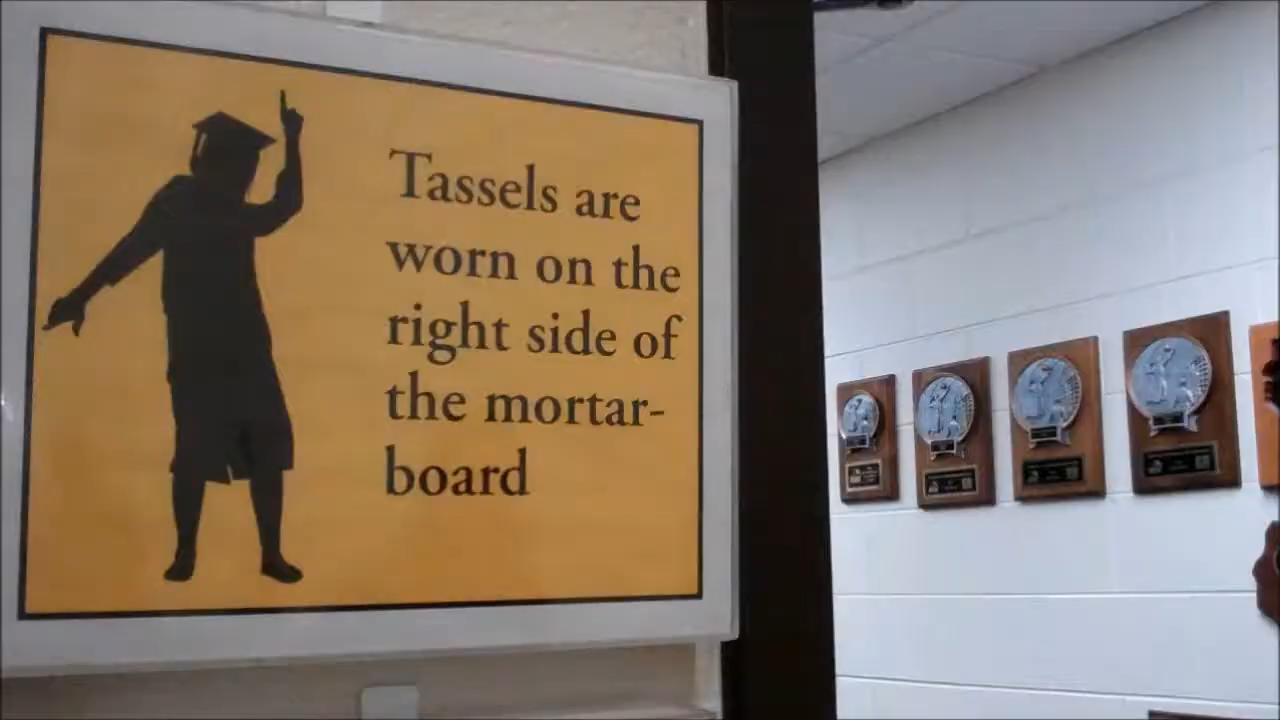 Tassels are
worn on the
right side of
the mortar-
board